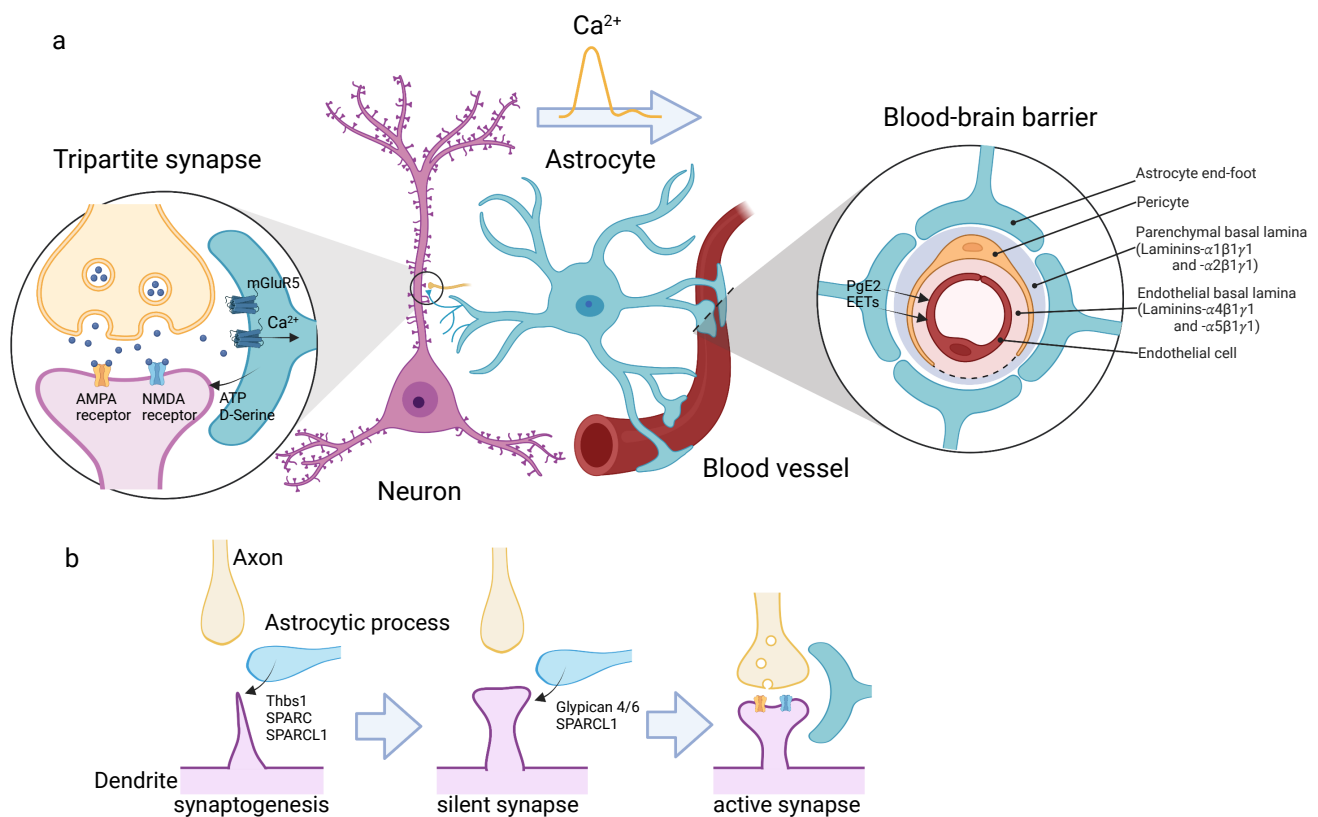 a
Ca²⁺
Astrocyte
Tripartite synapse
mGluR5
Ca²⁺
AMPA
receptor
NMDA
receptor
ATP
D-Serine
Neuron
Blood vessel
Blood-brain barrier
Astrocyte end-foot
Pericyte
Parenchymal basal lamina
(Laminins-α1β1γ1
and -α2β1γ1)
Endothelial basal lamina
(Laminins-α4β1γ1
and -α5β1γ1)
Endothelial cell
PgE2
EETs
b
Axon
Astrocytic process
Thbs1
SPARC
SPARCL1
Dendrite
synaptogenesis
Glypican 4/6
SPARCL1
silent synapse
active synapse